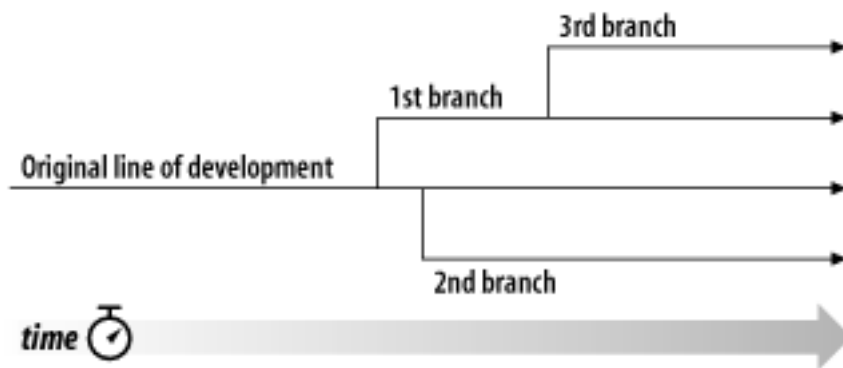 3rd branch
1st branch
Original line of development
2nd branch
time